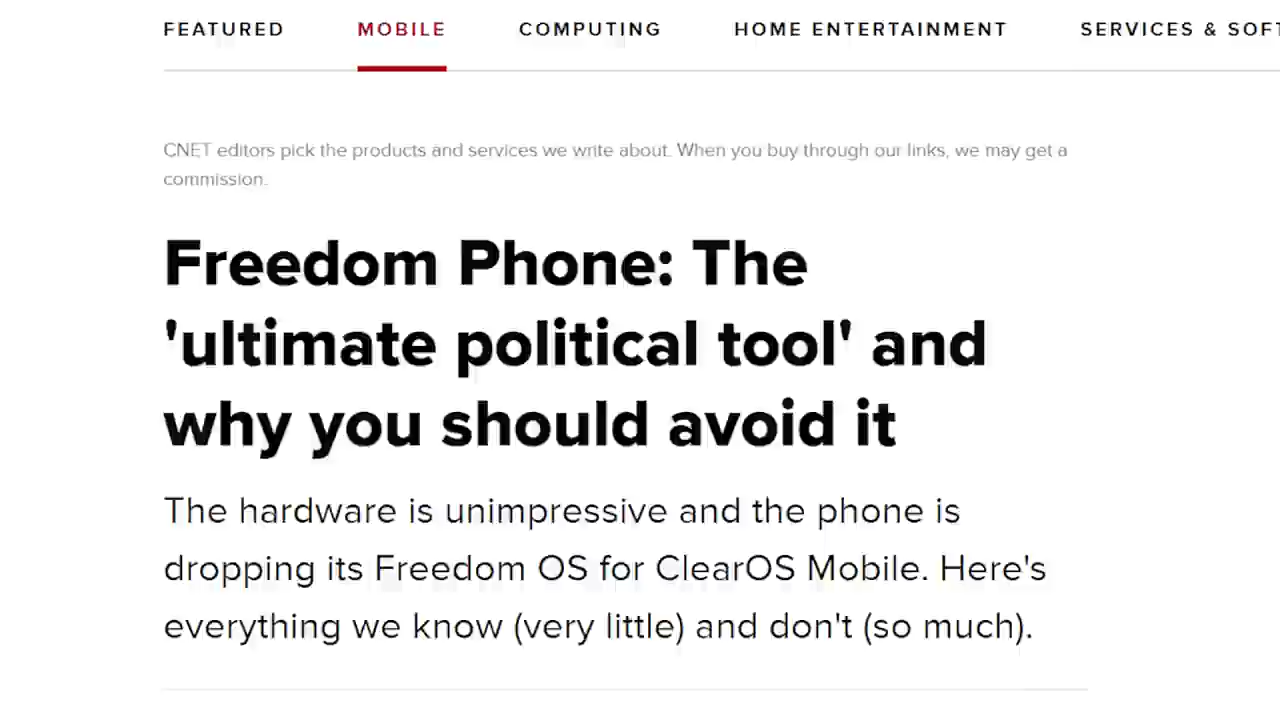 FEATURED MOBILE COMPUTING HOME ENTERTAINMENT SERVICES & SOFT
CNET editors pick the products and services we write about. When you buy through our links, we may get a
commission.
Freedom Phone: The
'ultimate political tool' and
why you should avoid it
The hardware is unimpressive and the phone is
dropping its Freedom OS for ClearOS Mobile. Here's
everything we know (very little) and don't (so much).